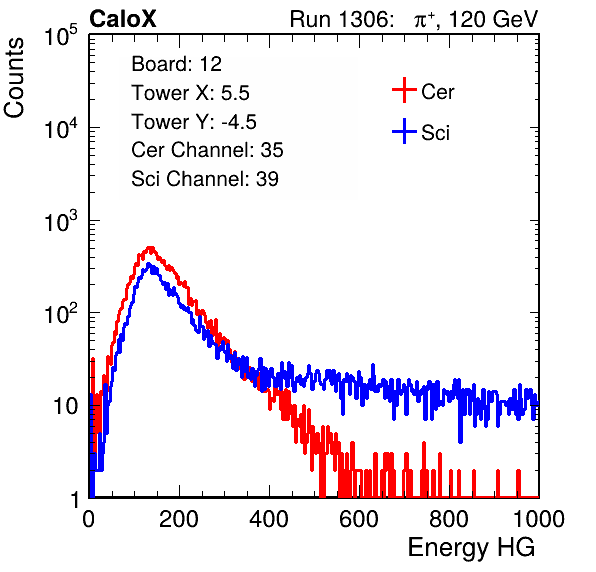 CaloX Run 1306: π⁺, 120 GeV
Counts
Board: 12
Tower X: 5.5
Tower Y: -4.5
Cer Channel: 35
Sci Channel: 39
Cer
Sci
10⁵
10⁴
10³
10²
10
1
0 200 400 600 800 1000
Energy HG